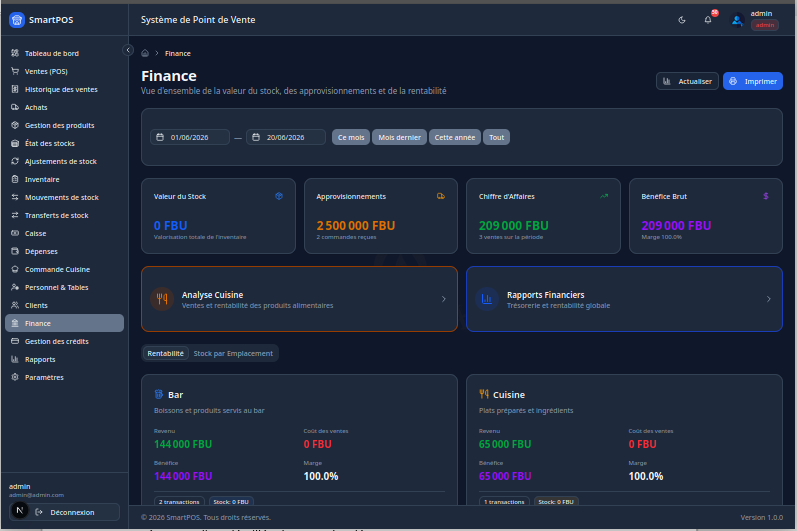 SmartPOS
Système de Point de Vente
admin
admin
Tableau de bord
Ventes (POS)
Historique des ventes
Achats
Gestion des produits
État des stocks
Ajustements de stock
Inventaire
Mouvements de stock
Transferts de stock
Caisse
Dépenses
Commande Cuisine
Personnel & Tables
Clients
Finance
Gestion des crédits
Rapports
Paramètres
admin
admin@admin.com
N
Déconnexion
Finance
Finance
Vue d'ensemble de la valeur du stock, des approvisionnements et de la rentabilité
Actualiser
Imprimer
01/06/2026 — 20/06/2026
Ce mois
Mois dernier
Cette année
Tout
Valeur du Stock
0 FBU
Valorisation totale de l'inventaire
Approvisionnements
2 500 000 FBU
2 commandes reçues
Chiffre d'Affaires
209 000 FBU
3 ventes sur la période
Bénéfice Brut
$
209 000 FBU
Marge 100.0%
Analyse Cuisine
Ventes et rentabilité des produits alimentaires
Rapports Financiers
Trésorerie et rentabilité globale
Rentabilité
Stock par Emplacement
Bar
Boissons et produits servis au bar
Revenu
144 000 FBU
Coût des ventes
0 FBU
Bénéfice
144 000 FBU
Marge
100.0%
2 transactions
Stock: 0 FBU
Cuisine
Plats préparés et ingrédients
Revenu
65 000 FBU
Coût des ventes
0 FBU
Bénéfice
65 000 FBU
Marge
100.0%
1 transactions
Stock: 0 FBU
© 2026 SmartPOS. Tous droits réservés.
Version 1.0.0